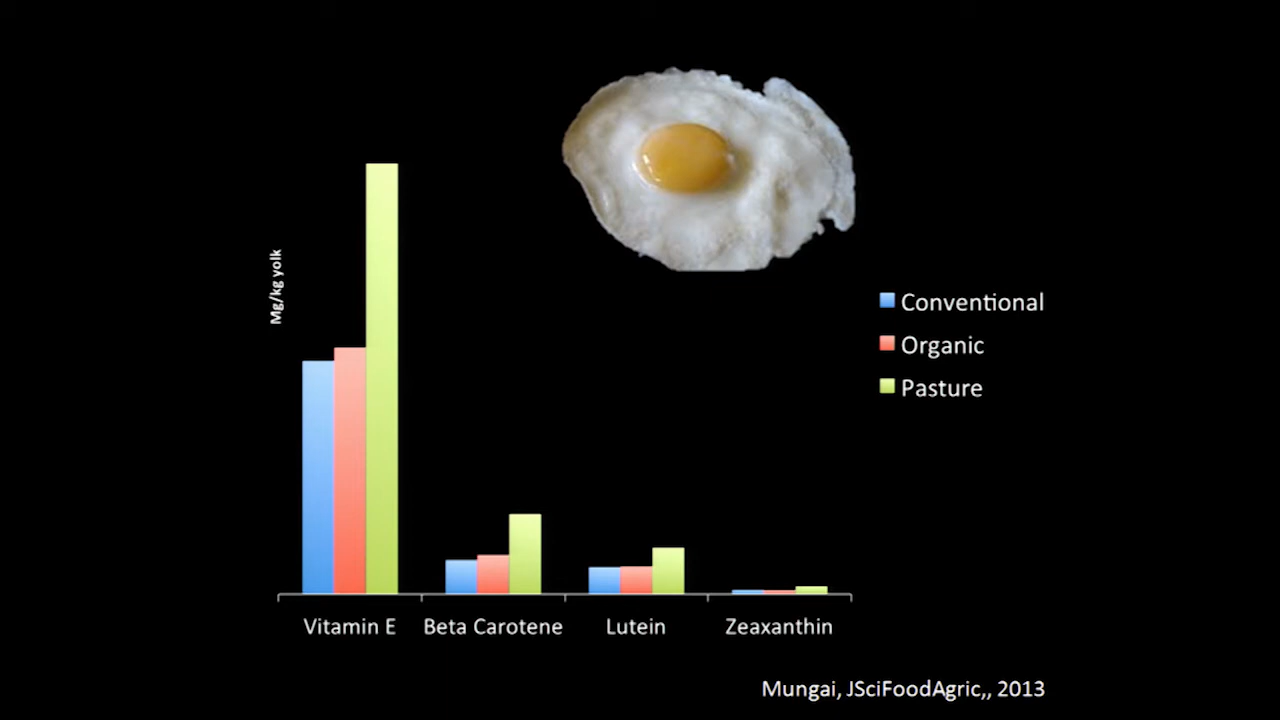 Mg/kg yolk
Conventional
Organic
Pasture
Vitamin E
Beta Carotene
Lutein
Zeaxanthin
Mungai, JSciFoodAgric,, 2013